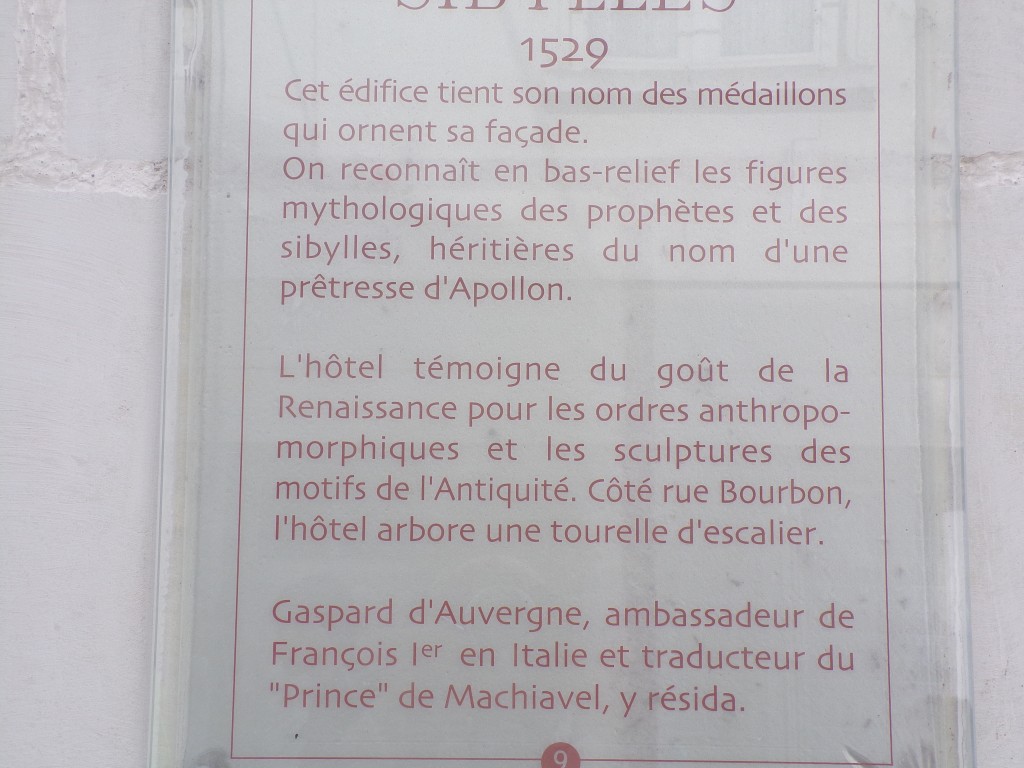 SIBYLLES
1529
Cet édifice tient son nom des médaillons
qui ornent sa façade.
On reconnaît en bas-relief les figures
mythologiques des prophètes et des
sibylles, héritières du nom d'une
prêtresse d'Apollon.
L'hôtel témoigne du goût de la
Renaissance pour les ordres anthropo-
morphiques et les sculptures des
motifs de l'Antiquité. Côté rue Bourbon,
l'hôtel arbore une tourelle d'escalier.
Gaspard d'Auvergne, ambassadeur de
François Ier en Italie et traducteur du
"Prince" de Machiavel, y résida.
9